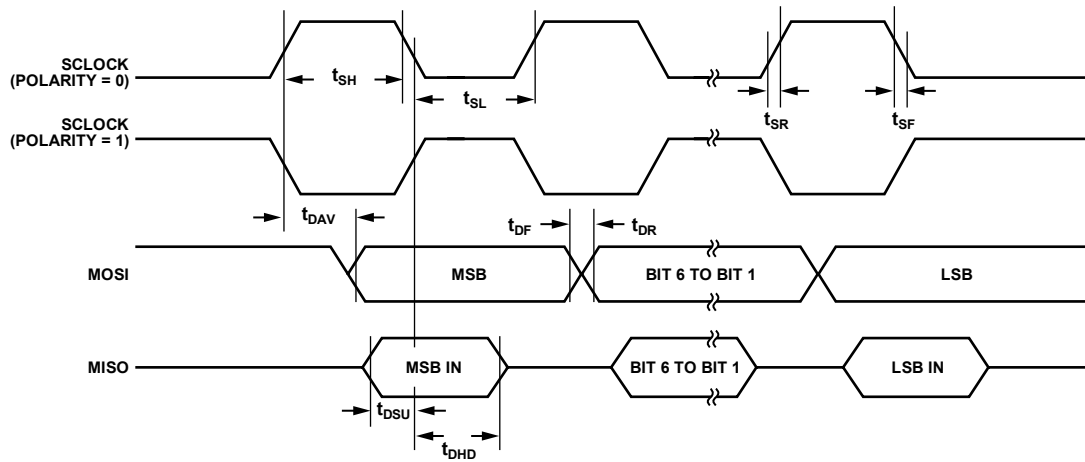 SCLOCK
(POLARITY = 0)
tSH
tSL
tSR
tSF
SCLOCK
(POLARITY = 1)
tDAV
tDF
tDR
MOSI
MSB
BIT 6 TO BIT 1
LSB
MISO
MSB IN
BIT 6 TO BIT 1
LSB IN
tDSU
tDHD